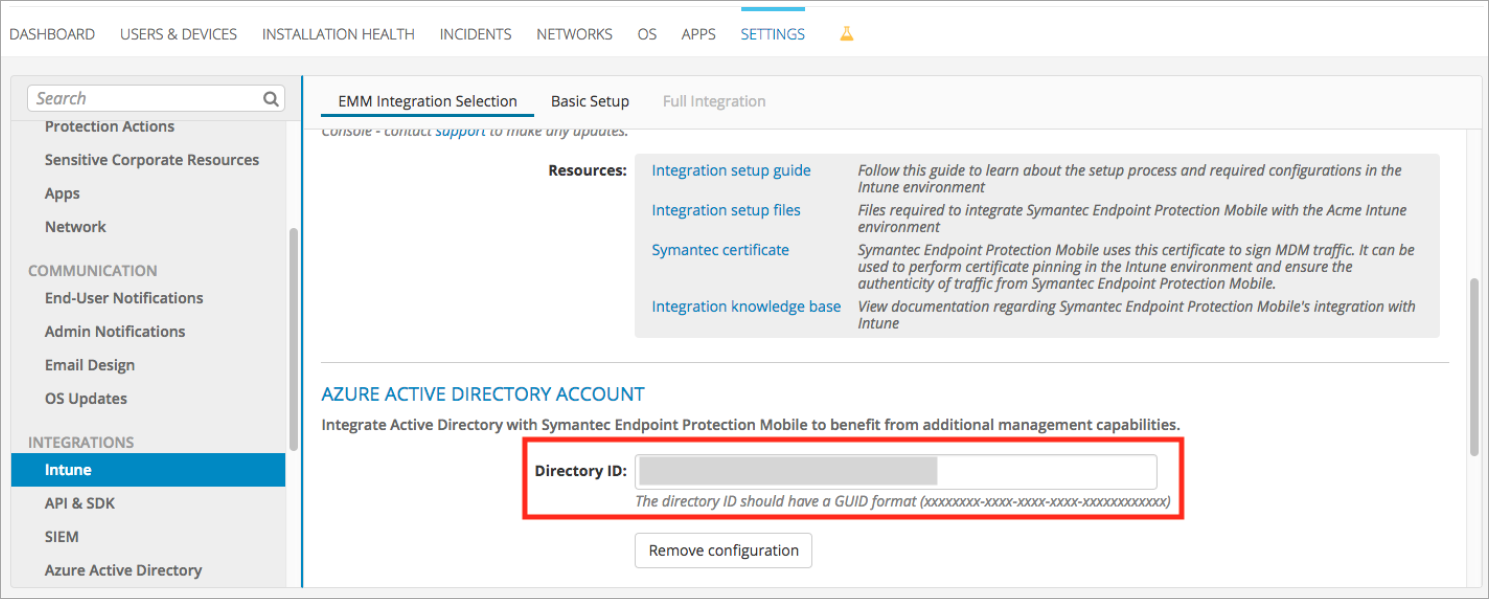 DASHBOARD USERS & DEVICES INSTALLATION HEALTH INCIDENTS NETWORKS OS APPS SETTINGS
Search
Protection Actions
Sensitive Corporate Resources
Apps
Network
COMMUNICATION
End-User Notifications
Admin Notifications
Email Design
OS Updates
INTEGRATIONS
Intune
API & SDK
SIEM
Azure Active Directory
EMM Integration Selection Basic Setup Full Integration
Console - contact support to make any updates.
Resources:
Integration setup guide
Follow this guide to learn about the setup process and required configurations in the
Intune environment
Integration setup files
Files required to integrate Symantec Endpoint Protection Mobile with the Acme Intune
environment
Symantec certificate
Symantec Endpoint Protection Mobile uses this certificate to sign MDM traffic. It can be
used to perform certificate pinning in the Intune environment and ensure the
authenticity of traffic from Symantec Endpoint Protection Mobile.
Integration knowledge base
View documentation regarding Symantec Endpoint Protection Mobile's integration with
Intune
AZURE ACTIVE DIRECTORY ACCOUNT
Integrate Active Directory with Symantec Endpoint Protection Mobile to benefit from additional management capabilities.
Directory ID:
The directory ID should have a GUID format (xxxxxxxx-xxxx-xxxx-xxxx-xxxxxxxxxxxx)
Remove configuration